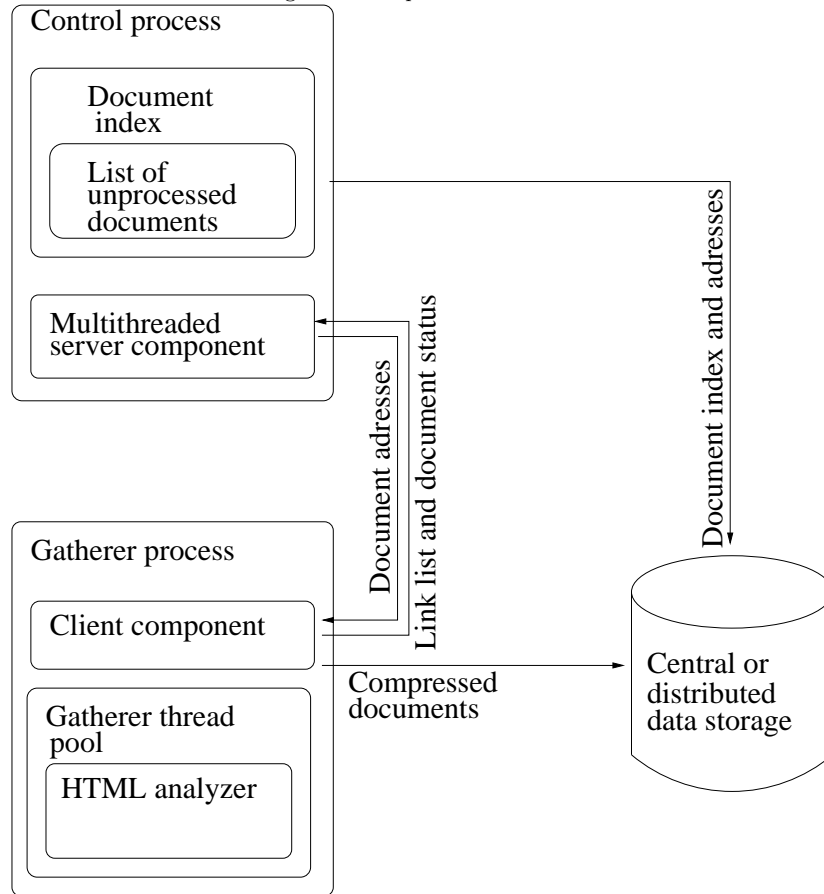 Control process
Document
index
List of
unprocessed
documents
Multithreaded
server component
Document adresses
Link list and document status
Document index and adresses
Gatherer process
Client component
Compressed
documents
Gatherer thread
pool
HTML analyzer
Central or
distributed
data storage